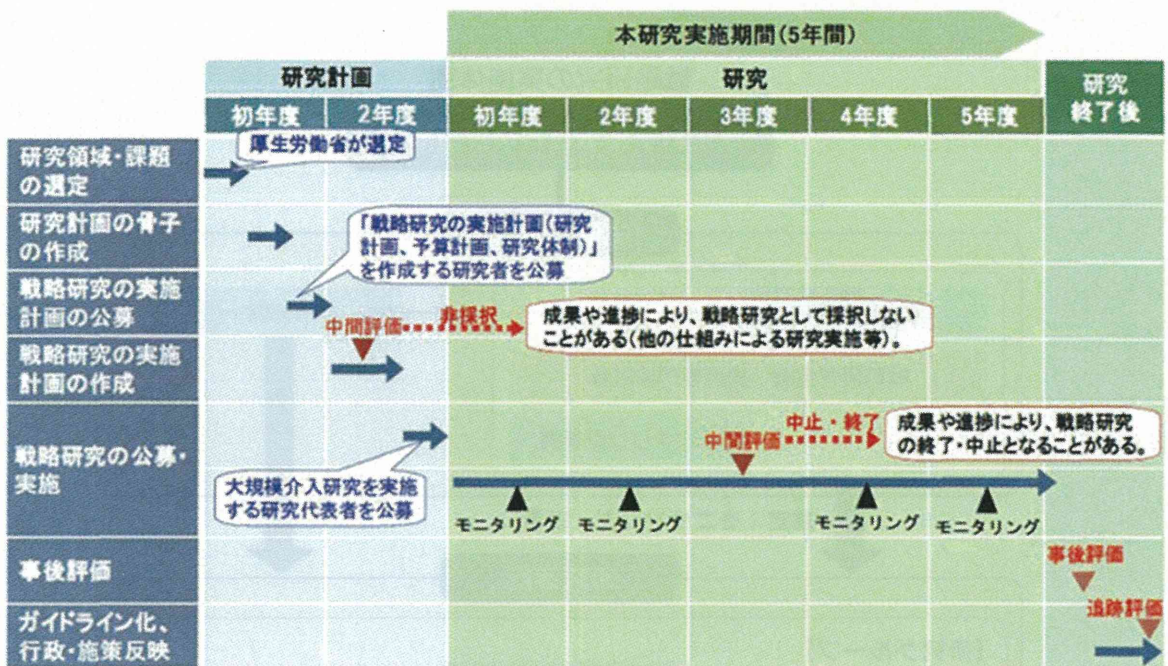 本研究実施期間(5年間)
研究計画
研究
研究
終了後
初年度
2年度
初年度
2年度
3年度
4年度
5年度
研究領域・課題
の選定
厚生労働省が選定
研究計画の骨子
の作成
「戦略研究の実施計画(研究
計画、予算計画、研究体制)」
を作成する研究者を公募
戦略研究の実施
計画の公募
中間評価
非採択
成果や進捗により、戦略研究として採択しない
ことがある(他の仕組みによる研究実施等)。
戦略研究の実施
計画の作成
戦略研究の公募・
実施
大規模介入研究を実施
する研究代表者を公募
中間評価
中止・終了
成果や進捗により、戦略研究
の終了・中止となることがある。
モニタリング
モニタリング
モニタリング
モニタリング
事後評価
事後評価
ガイドライン化、
行政・施策反映
追跡評価